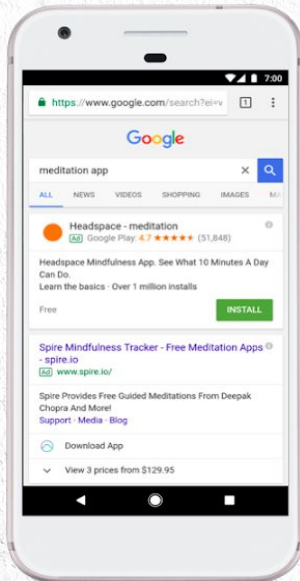 7:00
https://www.google.com/search?ei=v 1
Google
meditation app
ALL NEWS VIDEOS SHOPPING IMAGES MA
Headspace - meditation
Ad Google Play: 4.7 ★★★★★ (51,848)
Headspace Mindfulness App. See What 10 Minutes A Day
Can Do.
Learn the basics · Over 1 million installs
Free INSTALL
Spire Mindfulness Tracker - Free Meditation Apps
- spire.io
Ad www.spire.io/
Spire Provides Free Guided Meditations From Deepak
Chopra And More!
Support - Media - Blog
Download App
View 3 prices from $129.95